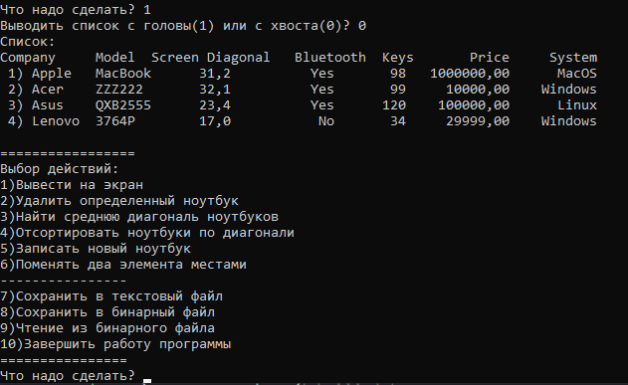 Что надо сделать? 1
Выводить список с головы(1) или с хвоста(0)? 0
Список:
Company Model Screen Diagonal Bluetooth Keys Price System
1) Apple MacBook 31,2 Yes 98 1000000,00 MacOS
2) Acer ZZZ222 32,1 Yes 99 10000,00 Windows
3) Asus QXB2555 23,4 Yes 120 100000,00 Linux
4) Lenovo 3764P 17,0 No 34 29999,00 Windows
=================
Выбор действий:
1)Вывести на экран
2)Удалить определенный ноутбук
3)Найти среднюю диагональ ноутбуков
4)Отсортировать ноутбуки по диагонали
5)Записать новый ноутбук
6)Поменять два элемента местами
----------------
7)Сохранить в текстовый файл
8)Сохранить в бинарный файл
9)Чтение из бинарного файла
10)Завершить работу программы
================
Что надо сделать?